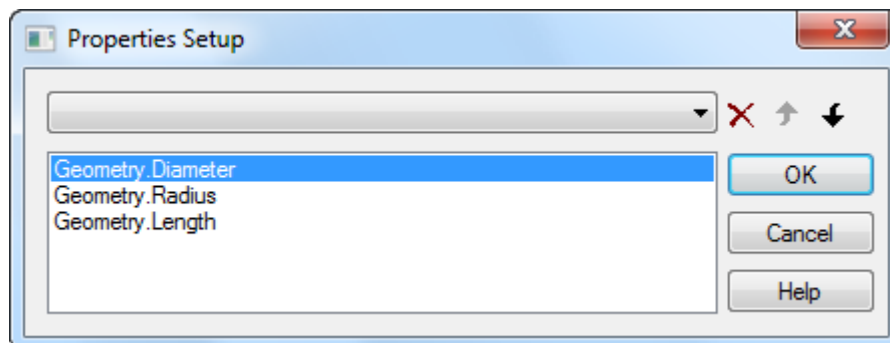 Properties Setup
Geometry.Diameter
Geometry.Radius
Geometry.Length
OK
Cancel
Help